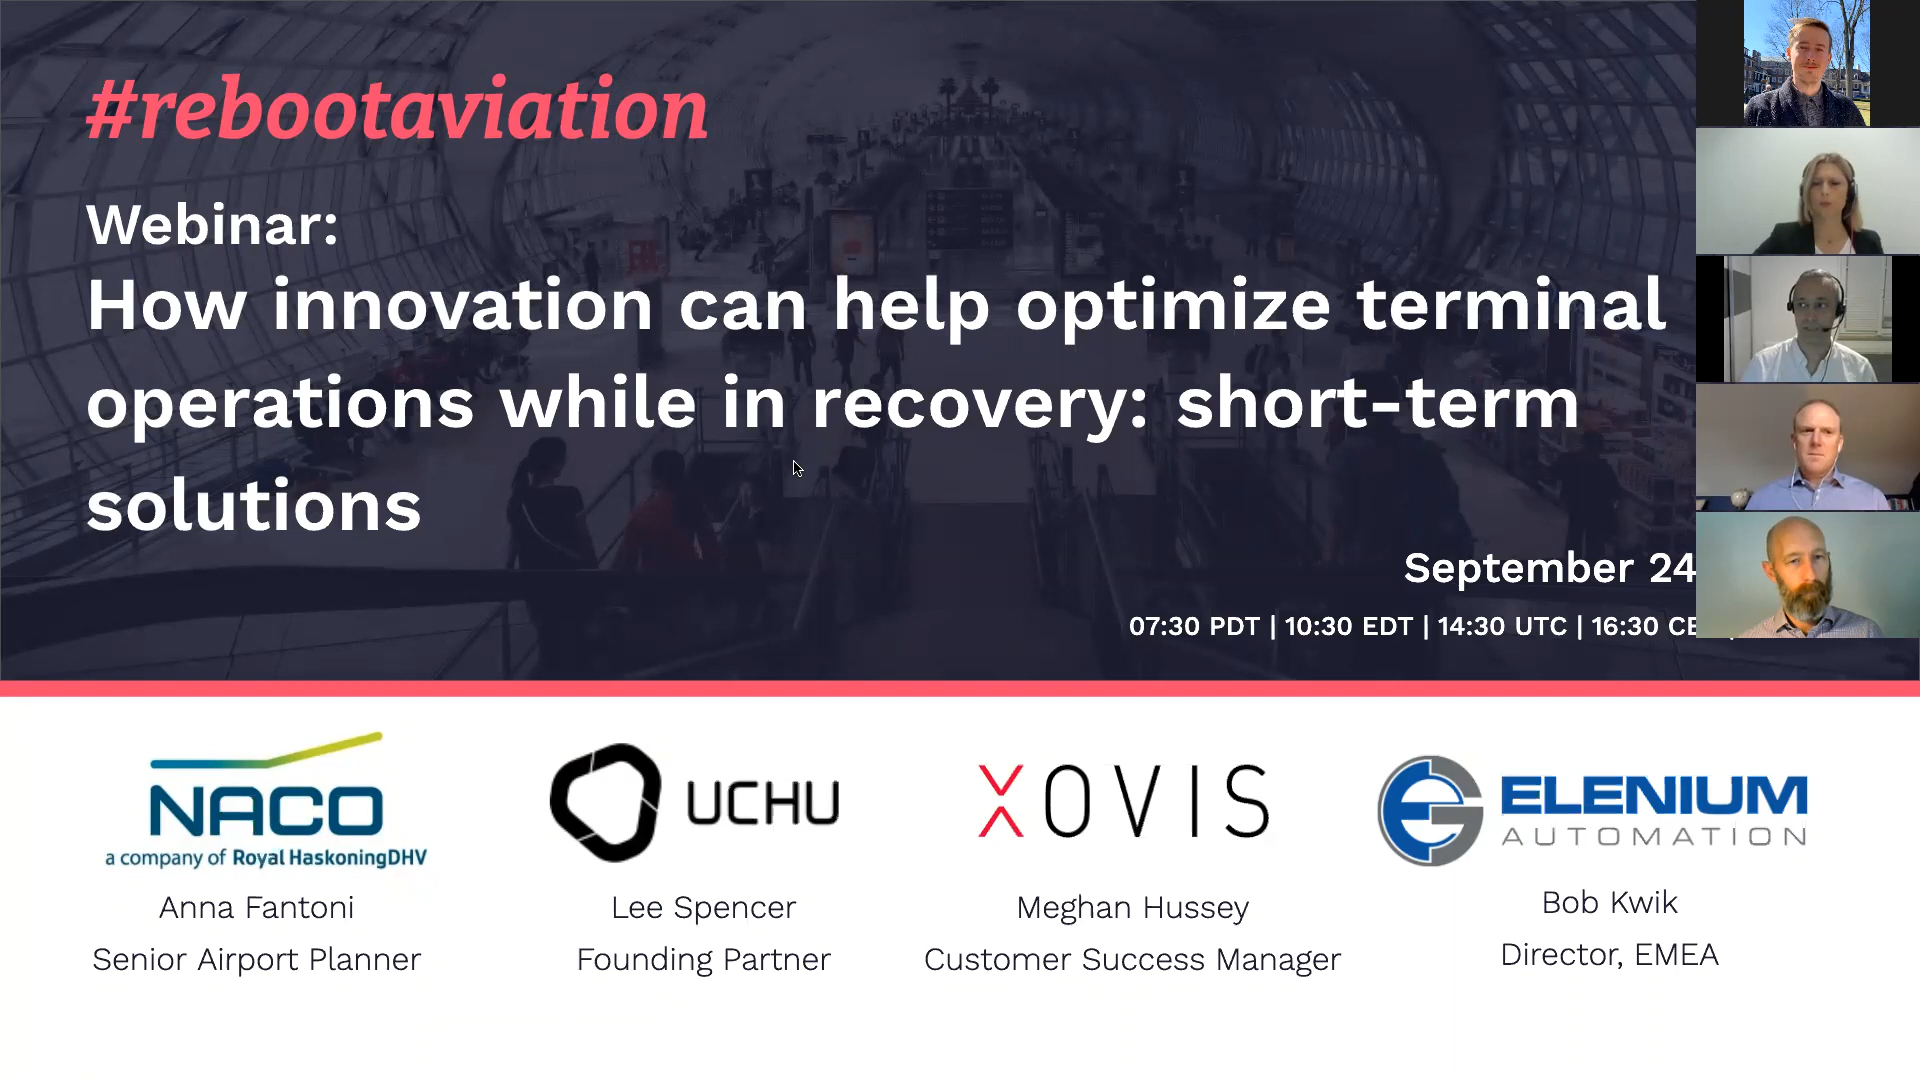 #rebootaviation
Webinar:
How innovation can help optimize terminal
operations while in recovery: short-term
solutions
September 24
07:30 PDT | 10:30 EDT | 14:30 UTC | 16:30
NACO
a company of Royal HaskoningDHV
Anna Fantoni
Senior Airport Planner
UCHU
Lee Spencer
Founding Partner
XOVIS
Meghan Hussey
Customer Success Manager
ELENIUM
AUTOMATION
Bob Kwik
Director, EMEA